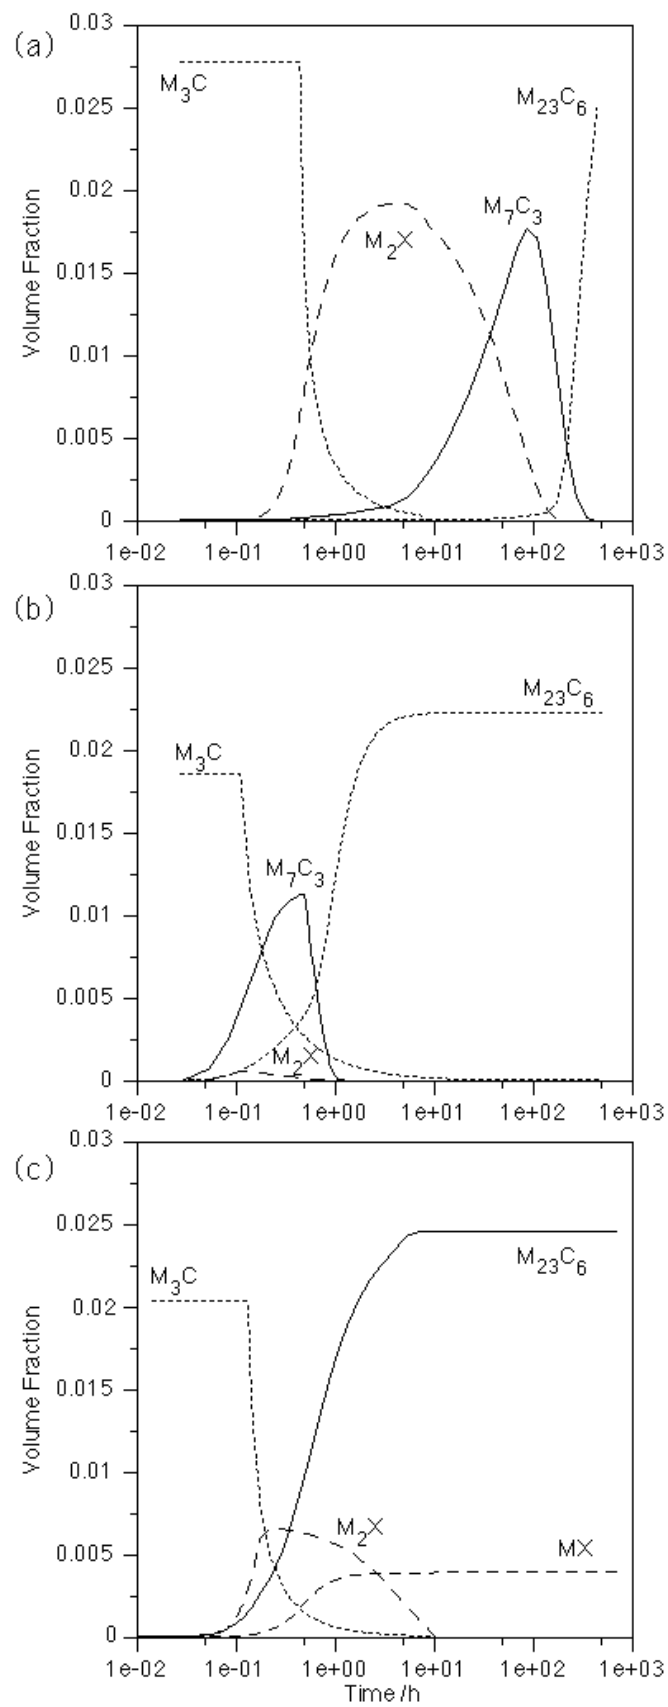 (a)
0.03
0.025
0.02
0.015
0.01
0.005
0
Volume Fraction
M₃C
M₂X
M₇C₃
M₂₃C₆
1e-02 1e-01 1e+00 1e+01 1e+02 1e+03
(b)
0.03
0.025
0.02
0.015
0.01
0.005
0
Volume Fraction
M₃C
M₇C₃
M₂X
M₂₃C₆
1e-02 1e-01 1e+00 1e+01 1e+02 1e+03
(c)
0.03
0.025
0.02
0.015
0.01
0.005
0
Volume Fraction
M₃C
M₂X
M₂₃C₆
MX
1e-02 1e-01 1e+00 1e+01 1e+02 1e+03
Time /h